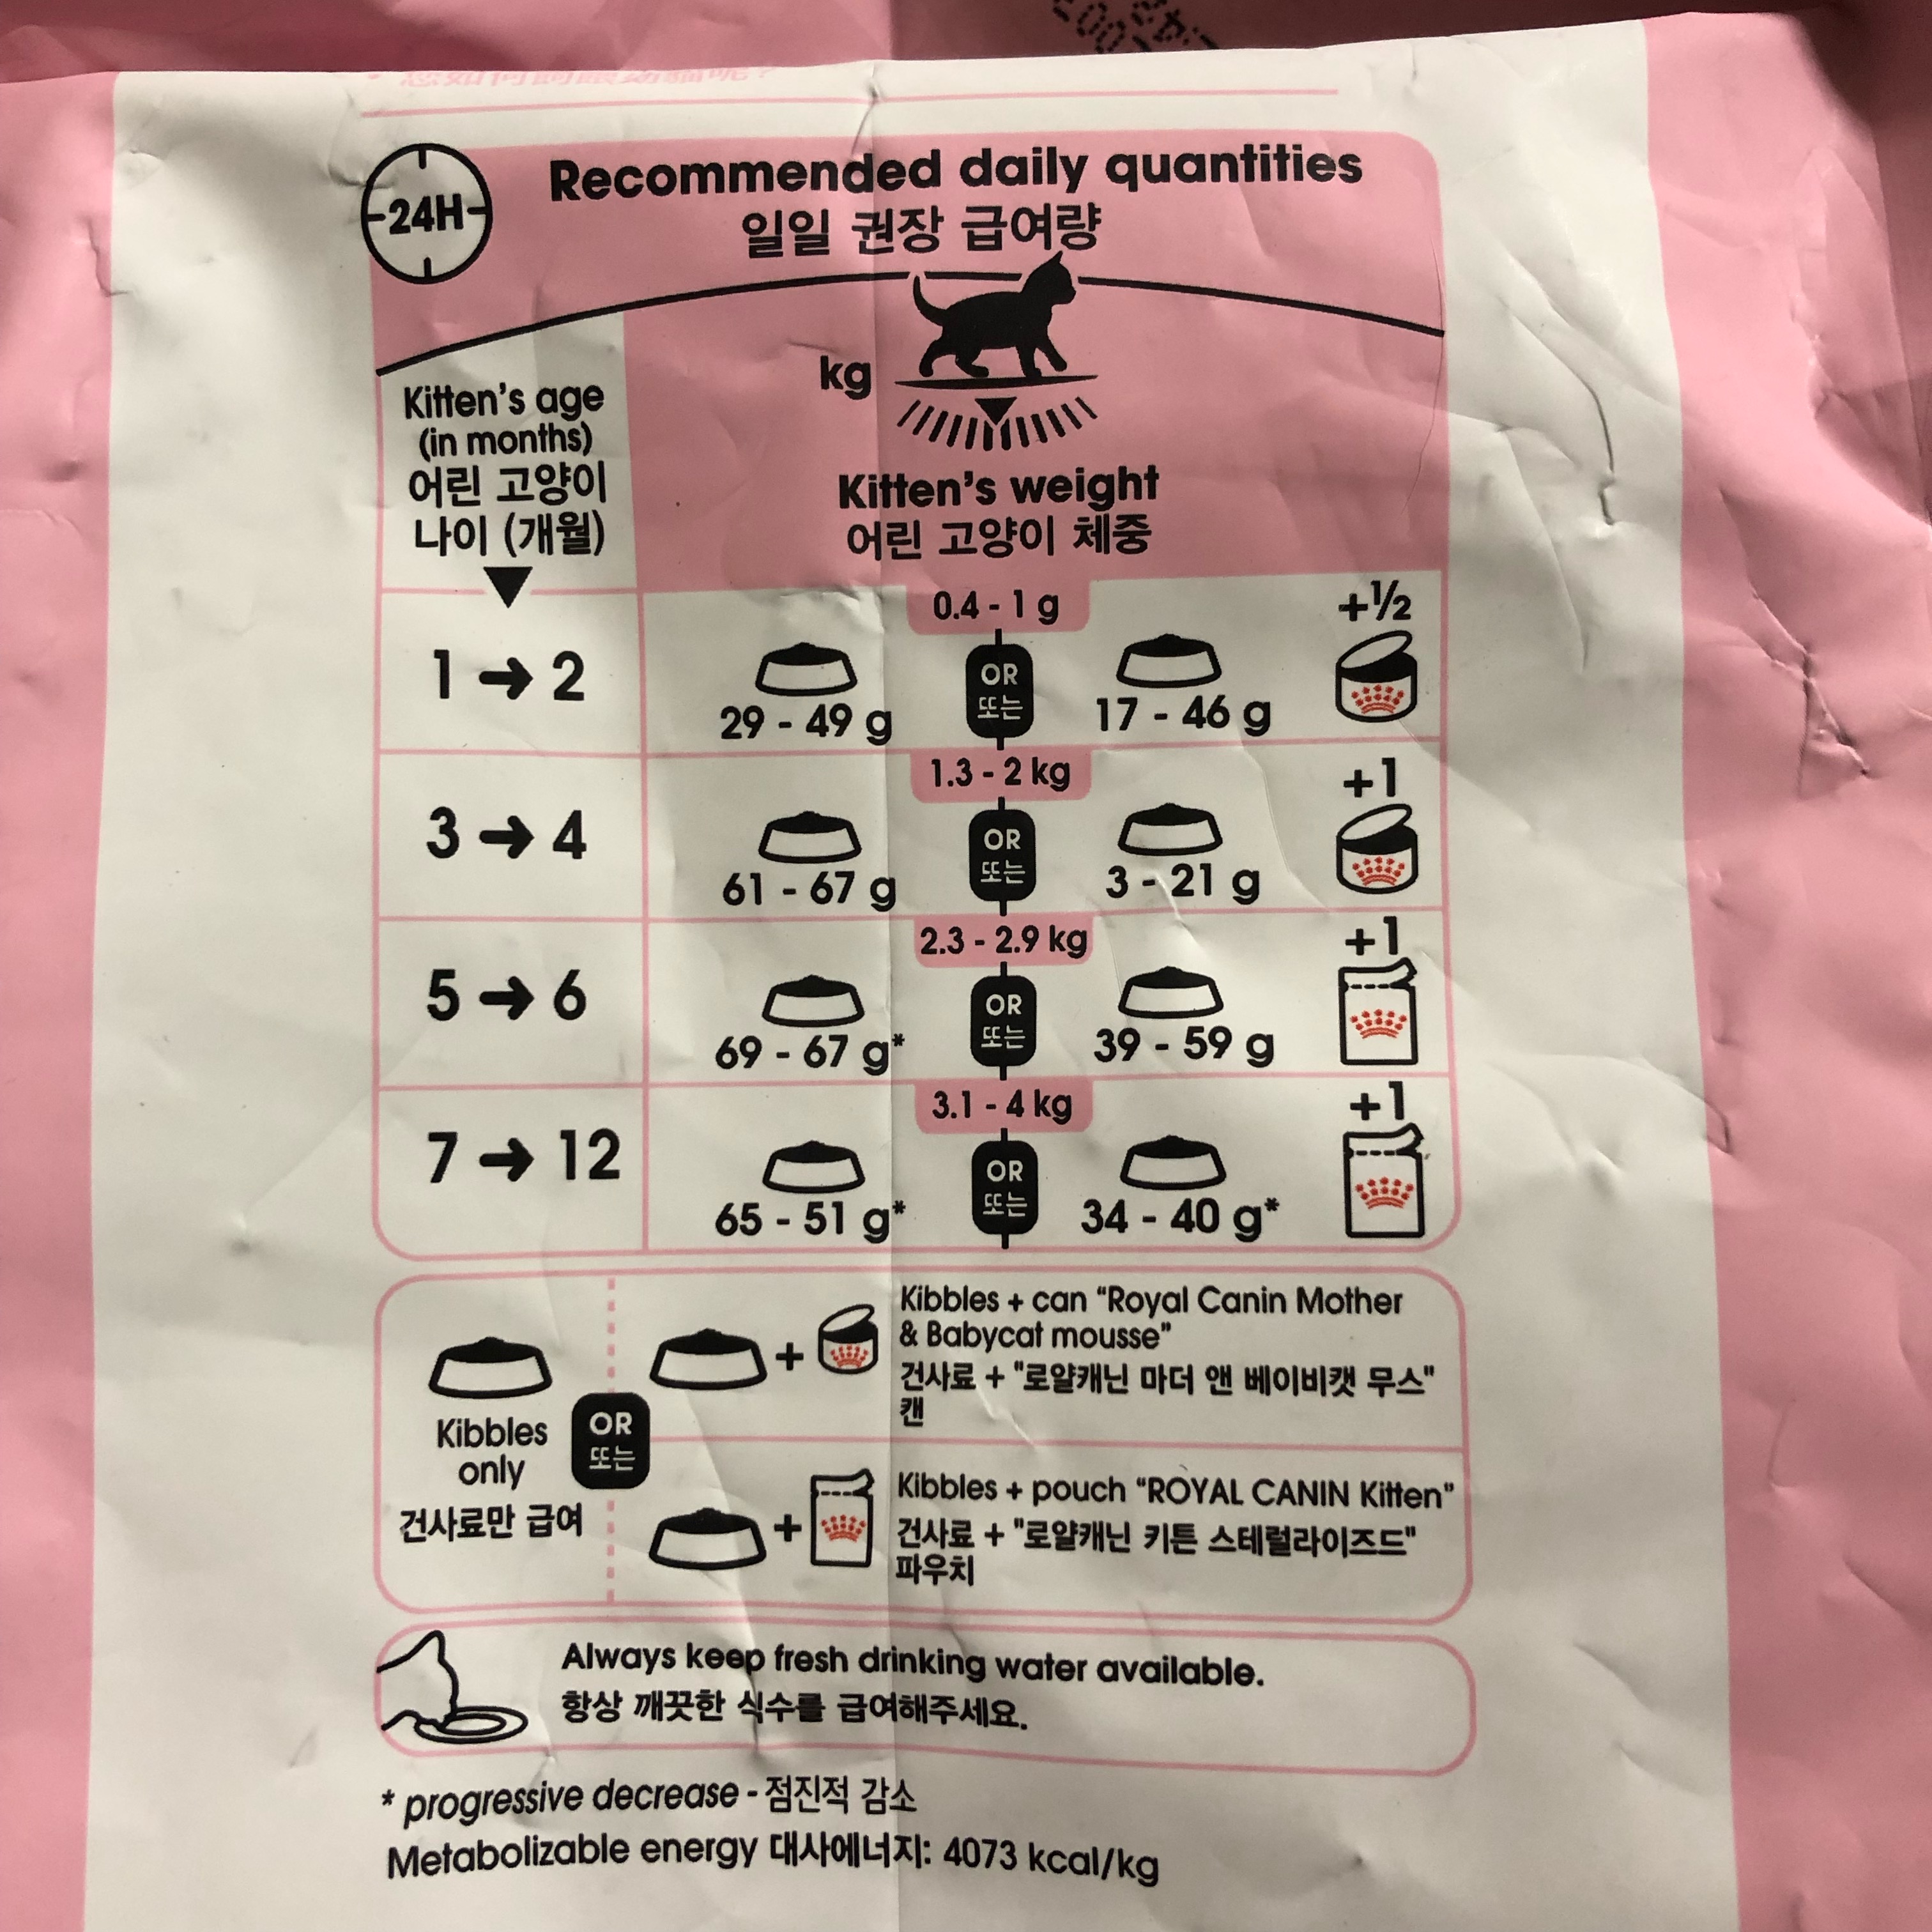 24H
Recommended daily quantities
일일 권장 급여량
kg
Kitten's age
(in months)
어린 고양이
나이 (개월)
Kitten's weight
어린 고양이 체중
0.4 - 1 g
1 → 2
29 - 49 g
OR
또는
17 - 46 g
+½
1.3 - 2 kg
3 → 4
61 - 67 g
OR
또는
3 - 21 g
+1
2.3 - 2.9 kg
5 → 6
69 - 67 g*
OR
또는
39 - 59 g
+1
3.1 - 4 kg
7 → 12
65 - 51 g*
OR
또는
34 - 40 g*
+1
Kibbles
only
건사료만 급여
OR
또는
+
Kibbles + can “Royal Canin Mother
& Babycat mousse”
건사료 + "로얄캐닌 마더 앤 베이비캣 무스"
캔
+
Kibbles + pouch “ROYAL CANIN Kitten”
건사료 + "로얄캐닌 키튼 스테럴라이즈드"
파우치
Always keep fresh drinking water available.
항상 깨끗한 식수를 급여해주세요.
* progressive decrease - 점진적 감소
Metabolizable energy 대사에너지: 4073 kcal/kg